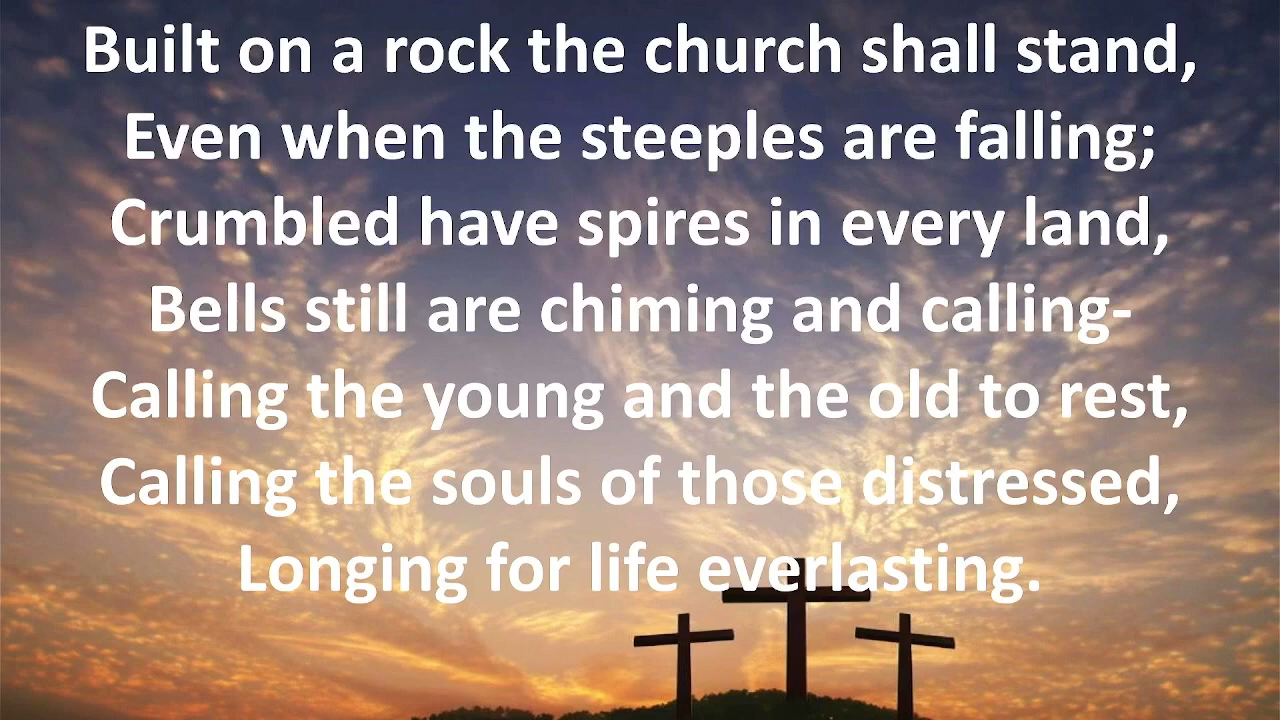 Built on a rock the church shall stand,
Even when the steeples are falling;
Crumbled have spires in every land,
Bells still are chiming and calling-
Calling the young and the old to rest,
Calling the souls of those distressed,
Longing for life everlasting.